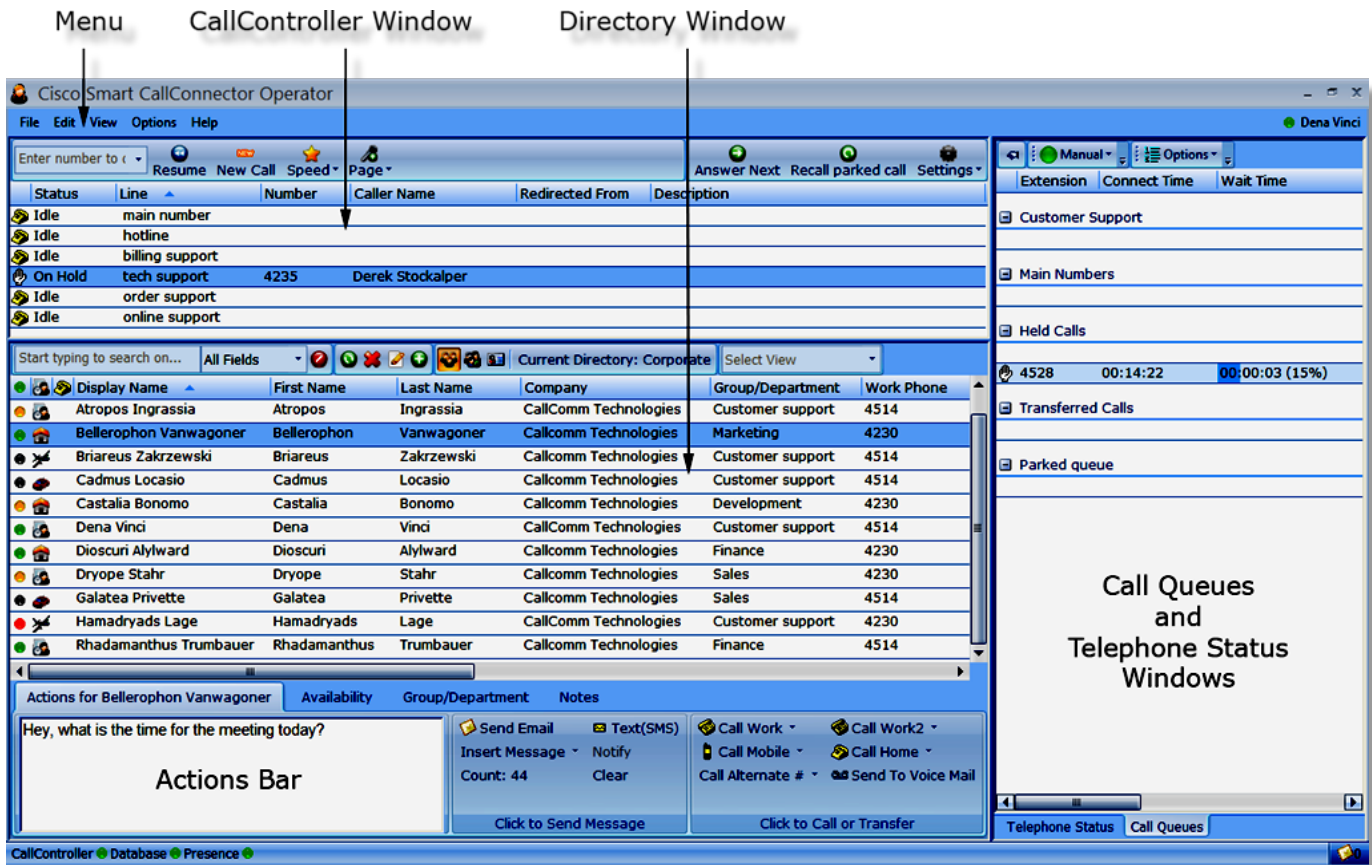 Menu CallController Window Directory Window
Cisco Smart CallConnector Operator
File Edit View Options Help Dena Vinci
Enter number to Resume New Call Speed Page Answer Next Recall parked call Settings
Manual Options
Status Line Number Caller Name Redirected From Description
Idle main number
Idle hotline
Idle billing support
On Hold tech support 4235 Derek Stockalper
Idle order support
Idle online support
Start typing to search on... All Fields Current Directory: Corporate Select View
Display Name First Name Last Name Company Group/Department Work Phone
Atropos Ingrassia Atropos Ingrassia CallComm Technologies Customer support 4514
Bellerophon Vanwagoner Bellerophon Vanwagoner Callcomm Technologies Marketing 4230
Briareus Zakrzewski Briareus Zakrzewski Callcomm Technologies Customer support 4514
Cadmus Locasio Cadmus Locasio Callcomm Technologies Customer support 4514
Castalia Bonomo Castalia Bonomo CallComm Technologies Development 4230
Dena Vinci Dena Vinci CallComm Technologies Customer support 4514
Dioscuri Alylward Dioscuri Alylward Callcomm Technologies Finance 4230
Dryope Stahr Dryope Stahr Callcomm Technologies Sales 4230
Galatea Privette Galatea Privette Callcomm Technologies Sales 4514
Hamadryads Lage Hamadryads Lage CallComm Technologies Customer support 4230
Rhadamanthus Trumbauer Rhadamanthus Trumbauer Callcomm Technologies Finance 4514
Actions for Bellerophon Vanwagoner Availability Group/Department Notes
Hey, what is the time for the meeting today?
Actions Bar
Send Email Text(SMS)
Insert Message Notify
Count: 44 Clear
Click to Send Message
Call Work Call Work2
Call Mobile Call Home
Call Alternate # Send To Voice Mail
Click to Call or Transfer
Extension Connect Time Wait Time
Customer Support
Main Numbers
Held Calls
4528 00:14:22 00:00:03 (15%)
Transferred Calls
Parked queue
Call Queues
and
Telephone Status
Windows
Telephone Status Call Queues
CallController Database Presence 0